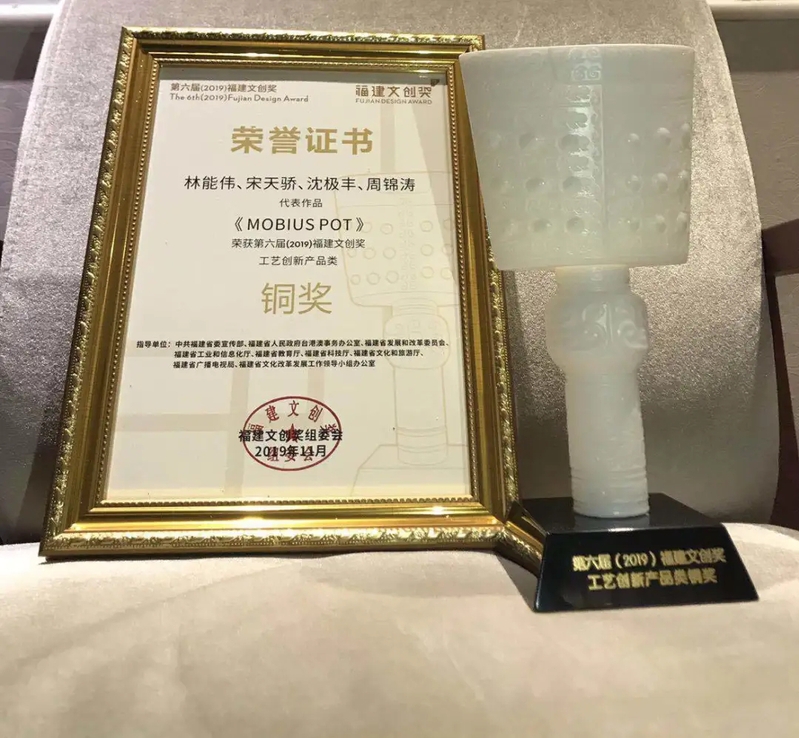 第六届(2019)福建文创奖
The 6th(2019)Fujian Design Award
福建文创奖
FUJIAN DESIGN AWARD
荣誉证书
林能伟、宋天骄、沈极丰、周锦涛
代表作品
《MOBIUS POT》
荣获第六届(2019)福建文创奖
工艺创新产品类
铜奖
指导单位：中共福建省委宣传部、福建省人民政府台港澳事务办公室、福建省发展和改革委员会、
福建省工业和信息化厅、福建省教育厅、福建省科技厅、福建省文化和旅游厅、
福建省广播电视局、福建省文化改革发展工作领导小组办公室
福建文创奖
组委会
福建文创奖组委会
2019年11月
第六届（2019）福建文创奖
工艺创新产品类铜奖